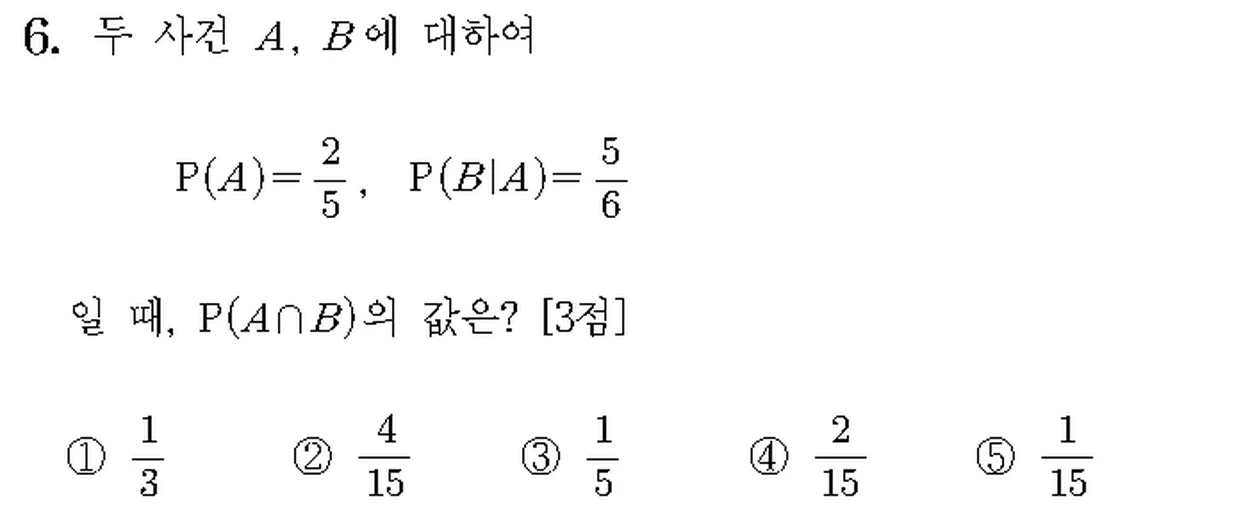 6. 두 사건 A, B에 대하여
P(A)=2/5, P(B|A)=5/6
일 때, P(A∩B)의 값은? [3점]
① 1/3 ② 4/15 ③ 1/5 ④ 2/15 ⑤ 1/15